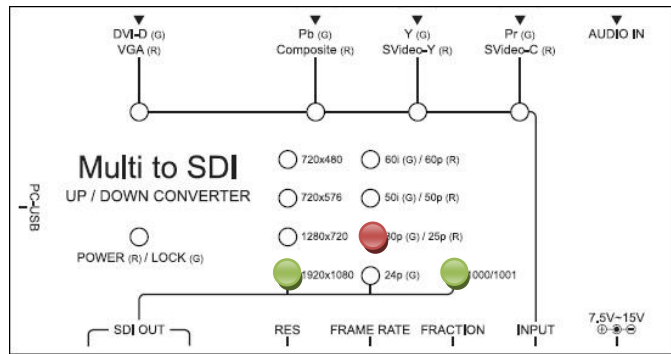 DVI-D (G)
VGA (R)
Pb (G)
Composite (R)
Y (G)
SVideo-Y (R)
Pr (G)
SVideo-C (R)
AUDIO IN
Multi to SDI
UP / DOWN CONVERTER
PC-USB
POWER (R) / LOCK (G)
720x480
60i (G) / 60p (R)
720x576
50i (G) / 50p (R)
1280x720
0p (G) / 25p (R)
1920x1080
24p (G)
1000/1001
SDI OUT
RES
FRAME RATE
FRACTION
INPUT
7.5V~15V